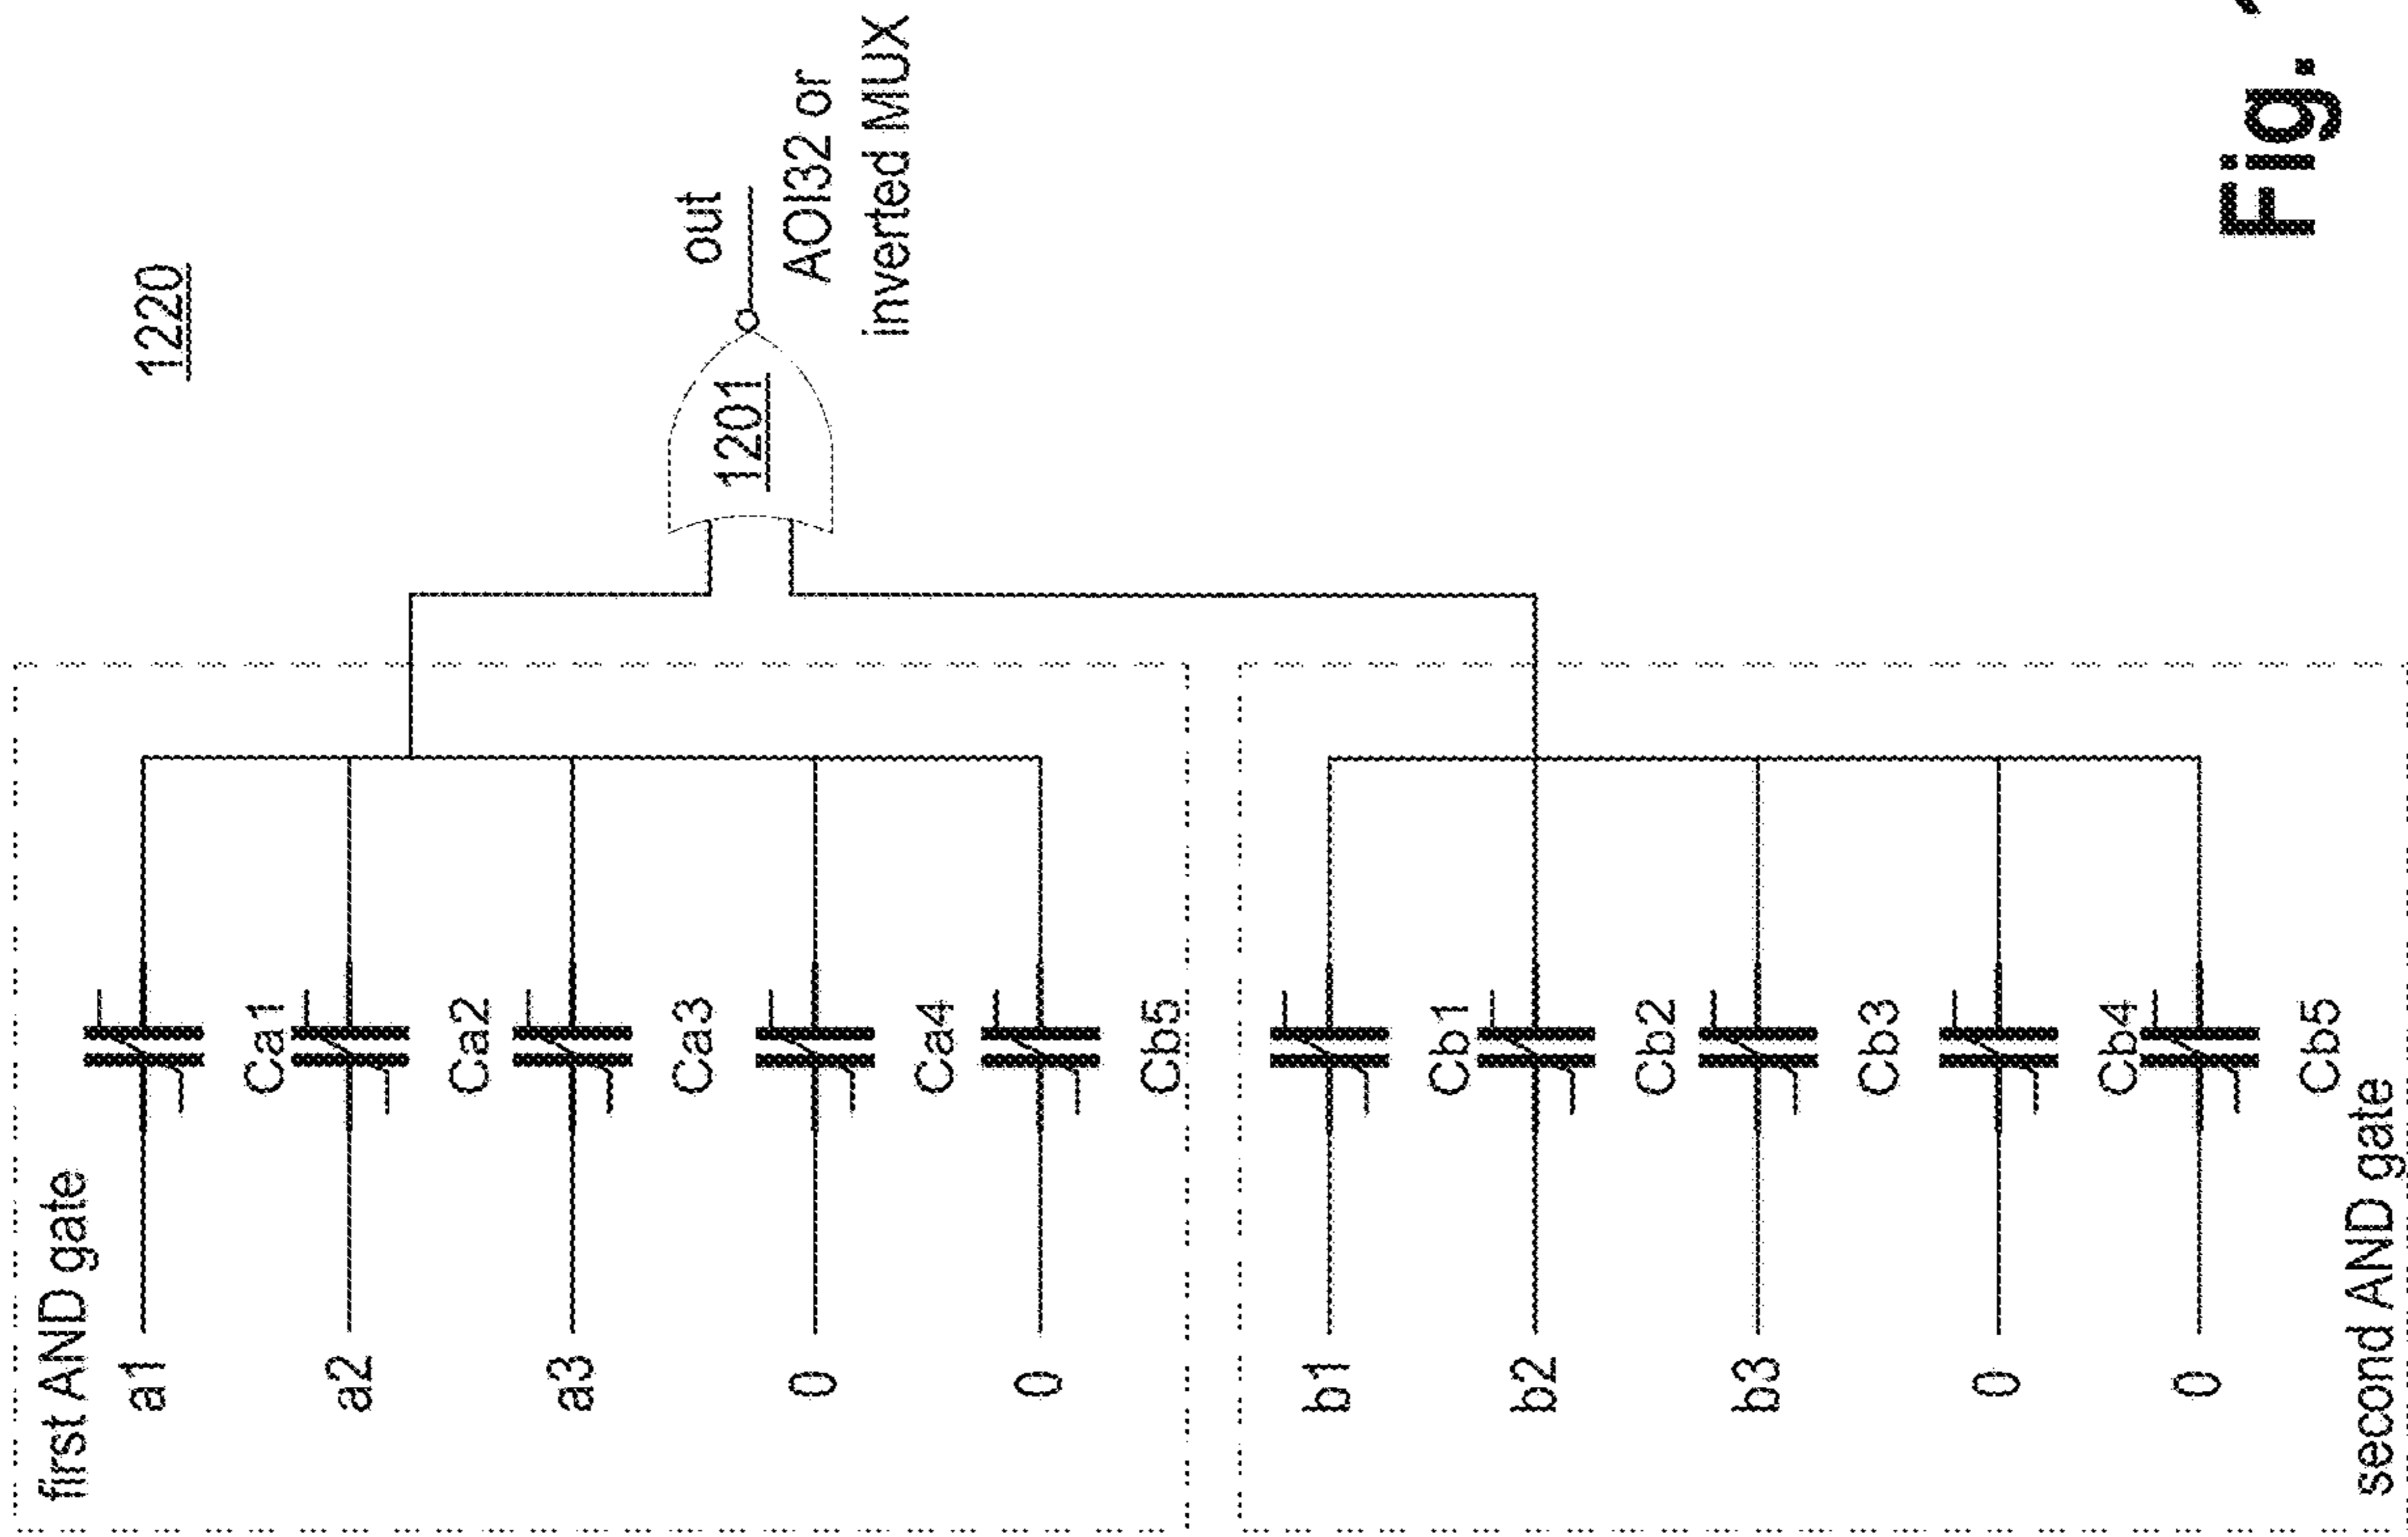 1220
first AND gate
a1
Ca1
a2
Ca2
a3
Ca3
0
Ca4
0
Cb5
1201
out
AOI32 or
inverted MUX
b1
Cb1
b2
Cb2
b3
Cb3
0
Cb4
0
Cb5
second AND gate
Fig.